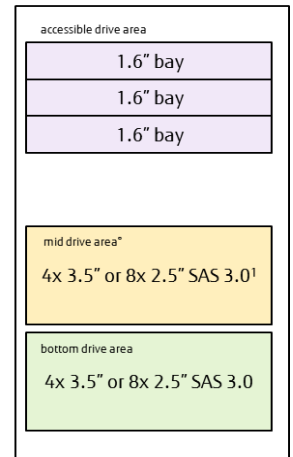 accessible drive area
1.6" bay
1.6" bay
1.6" bay
mid drive area*
4x 3.5" or 8x 2.5" SAS 3.0¹
bottom drive area
4x 3.5" or 8x 2.5" SAS 3.0